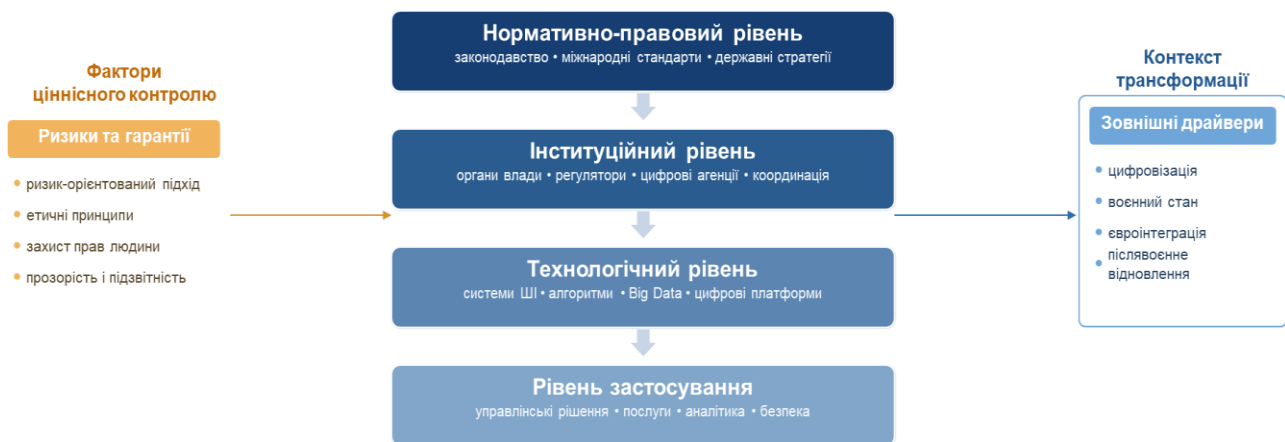 Нормативно-правовий рівень
законодавство • міжнародні стандарти • державні стратегії
Фактори
ціннісного контролю
Ризики та гарантії
• ризик-орієнтований підхід
• етичні принципи
• захист прав людини
• прозорість і підзвітність
Інституційний рівень
органи влади • регулятори • цифрові агенції • координація
Технологічний рівень
системи ШІ • алгоритми • Big Data • цифрові платформи
Рівень застосування
управлінські рішення • послуги • аналітика • безпека
Контекст
трансформації
Зовнішні драйвери
• цифровізація
• воєнний стан
• євроінтеграція
• післявоєнне
відновлення